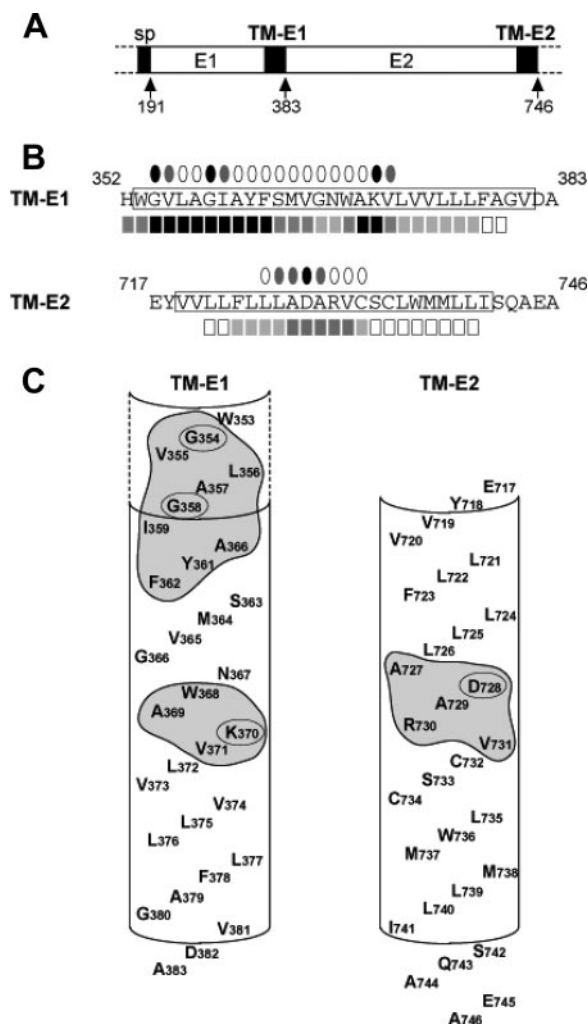 A
sp TM-E1 TM-E2
E1 E2
191 383 746
B
352 383
TM-E1 HWGVLAGIAYFSMVGNWAKVLVVLLLFAGVDA
717 746
TM-E2 EYVVLLFLLLADARVCSCLWMMLLISQAEA
C
TM-E1
W353
G354
V355
L356
A357
G358
I359
A366
Y361
F362
S363
M364
V365
G366
N367
W368
A369
K370
V371
L372
V373
V374
L375
L376
L377
F378
A379
G380
V381
D382
A383
TM-E2
E717
Y718
V719
V720
L721
L722
F723
L724
L725
L726
A727
D728
A729
R730
V731
C732
S733
C734
L735
W736
M737
M738
L739
L740
I741
S742
Q743
A744
E745
A746